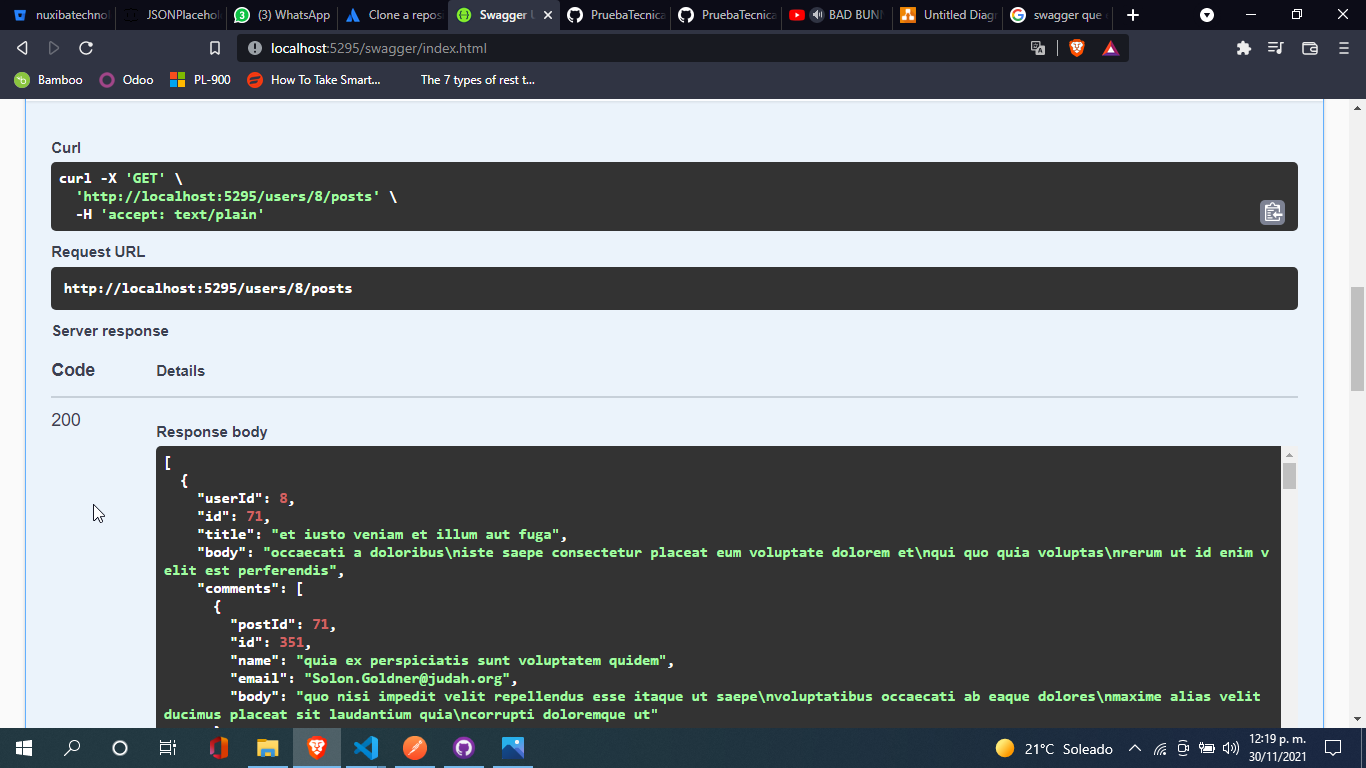 nuxibatechno
JSONPlacehol
(3) WhatsApp
Clone a repos
Swagger U
PruebaTecnica
PruebaTecnica
BAD BUNN
Untitled Diagr
swagger que
localhost:5295/swagger/index.html
Bamboo
Odoo
PL-900
How To Take Smart...
The 7 types of rest t...
Curl
curl -X 'GET' \
'http://localhost:5295/users/8/posts' \
-H 'accept: text/plain'
Request URL
http://localhost:5295/users/8/posts
Server response
Code Details
200
Response body
[
{
"userId": 8,
"id": 71,
"title": "et iusto veniam et illum aut fuga",
"body": "occaecati a doloribus\niste saepe consectetur placeat eum voluptate dolorem et\nqui quo quia voluptas\nrerum ut id enim v
elit est perferendis",
"comments": [
{
"postId": 71,
"id": 351,
"name": "quia ex perspiciatis sunt voluptatem quidem",
"email": "Solon.Goldner@judah.org",
"body": "quo nisi impedit velit repellendus esse itaque ut saepe\nvoluptatibus occaecati ab eaque dolores\nmaxime alias velit
ducimus placeat sit laudantium quia\ncorrupti doloremque ut"
21°C Soleado
12:19 p. m.
30/11/2021